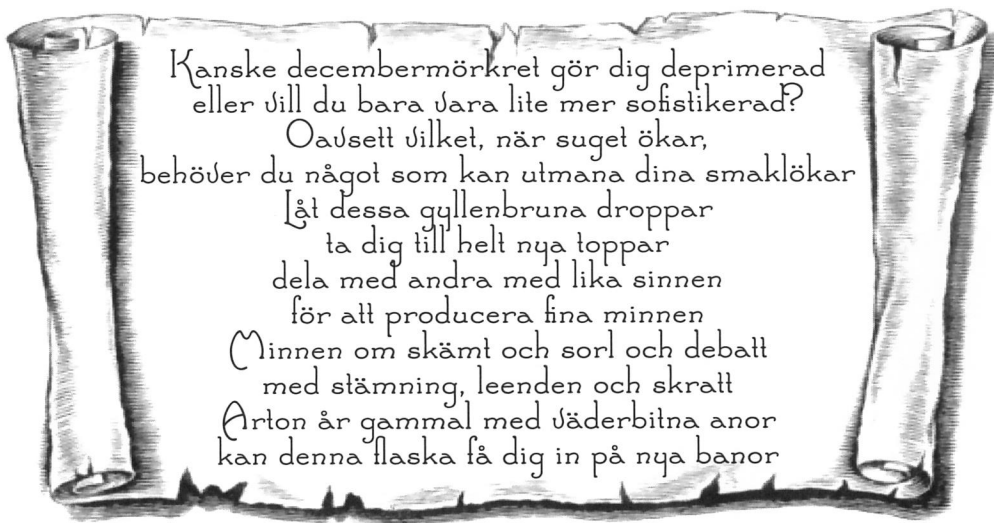 Kanske decembermörkret gör dig deprimerad
eller vill du bara vara lite mer sofistikerad?
Oavsett vilket, när suget ökar,
behöver du något som kan utmana dina smaklökar
Låt dessa gyllenbruna droppar
ta dig till helt nya toppar
dela med andra med lika sinnen
för att producera fina minnen
Minnen om skämt och sorl och debatt
med stämning, leenden och skratt
Arton år gammal med väderbitna anor
kan denna flaska få dig in på nya banor